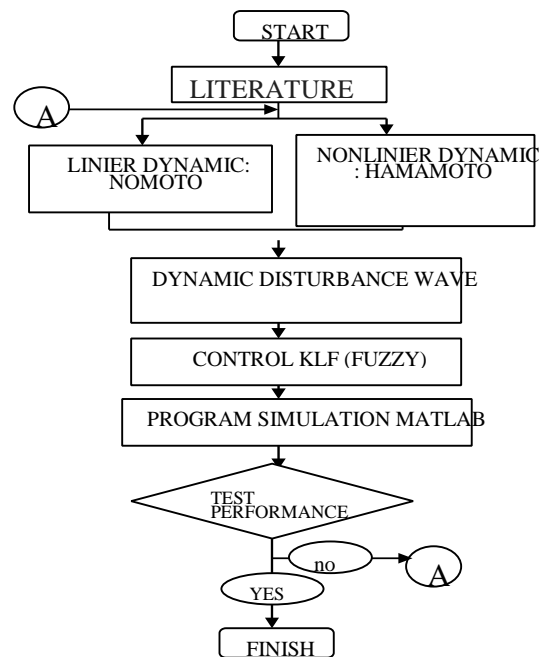 START
LITERATURE
A
LINIER DYNAMIC:
NOMOTO
NONLINIER DYNAMIC
: HAMAMOTO
DYNAMIC DISTURBANCE WAVE
CONTROL KLF (FUZZY)
PROGRAM SIMULATION MATLAB
TEST
PERFORMANCE
no
A
YES
FINISH